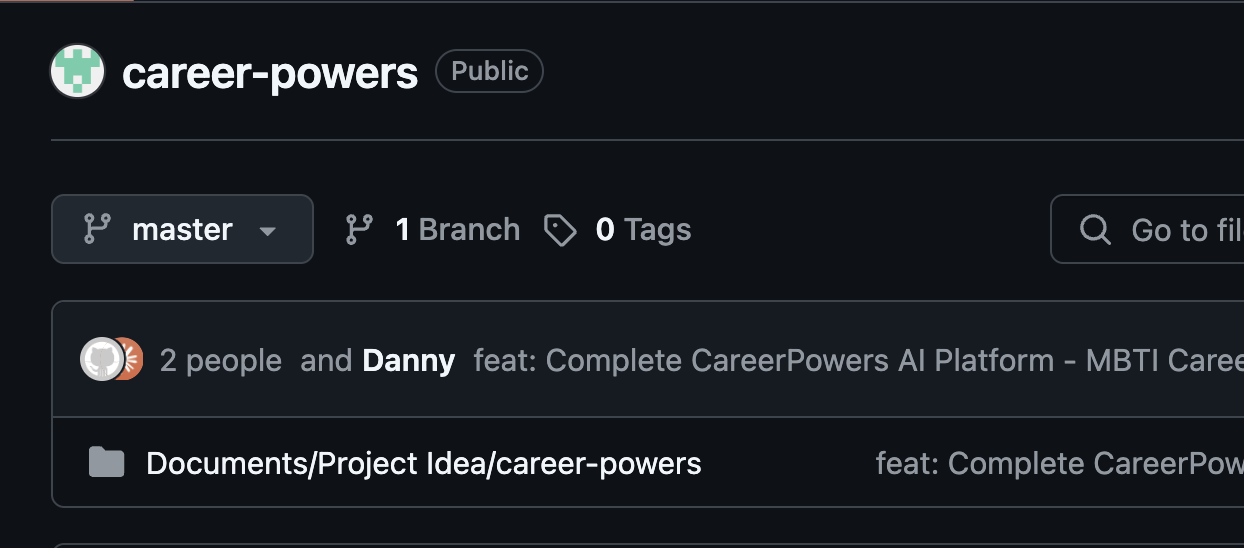 career-powers Public
master 1 Branch 0 Tags Go to fil
2 people and Danny feat: Complete CareerPowers AI Platform - MBTI Caree
Documents/Project Idea/career-powers feat: Complete CareerPow